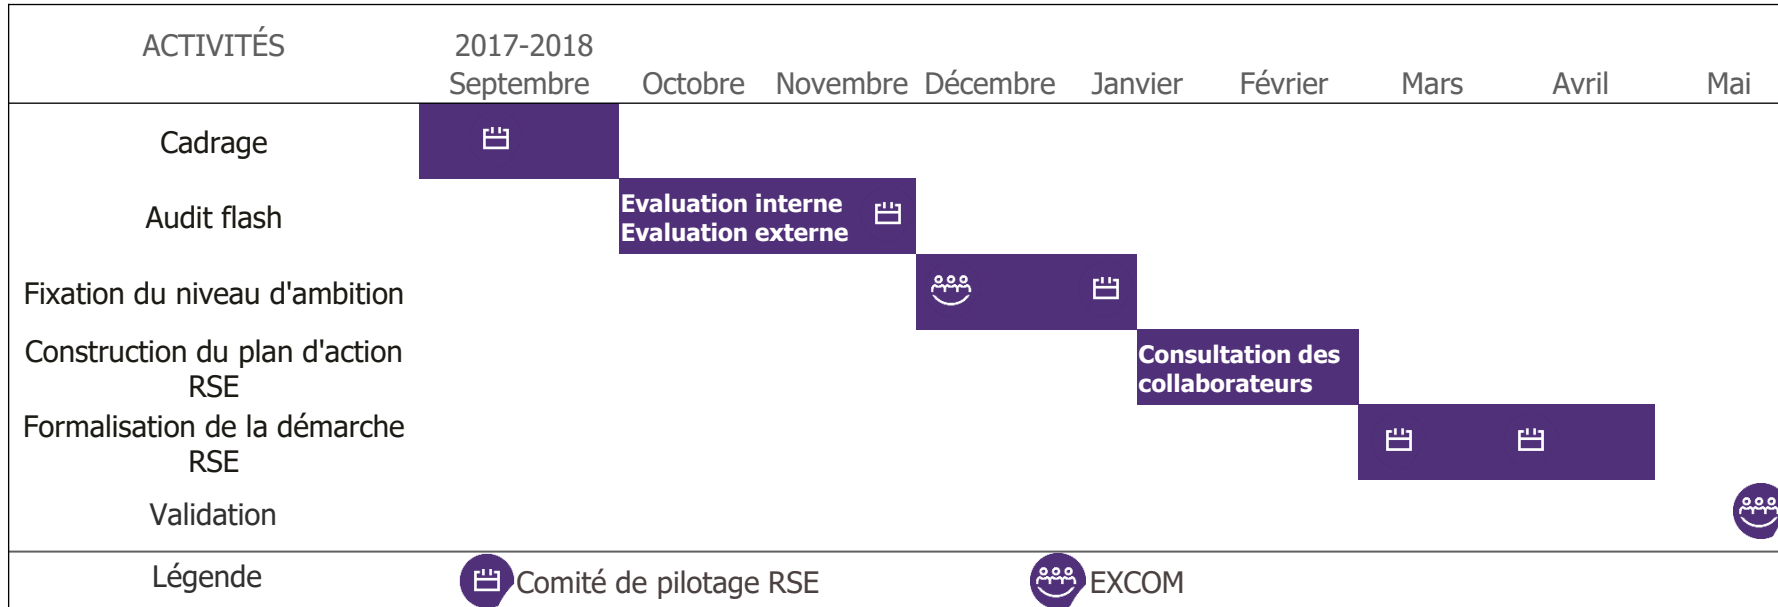 ACTIVITÉS
2017-2018
Septembre Octobre Novembre Décembre Janvier Février Mars Avril Mai
Cadrage
Audit flash
Evaluation interne
Evaluation externe
Fixation du niveau d'ambition
Construction du plan d'action
RSE
Consultation des
collaborateurs
Formalisation de la démarche
RSE
Validation
Légende
Comité de pilotage RSE
EXCOM